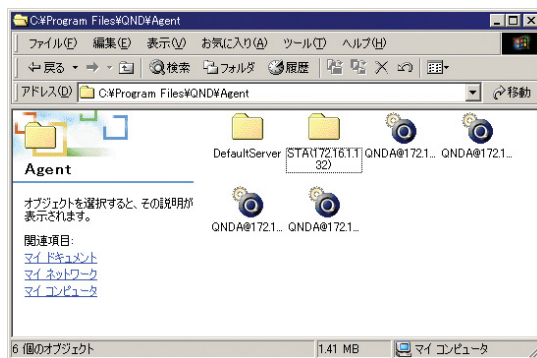 C:¥Program Files¥QND¥Agent
ファイル(F) 編集(E) 表示(V) お気に入り(A) ツール(T) ヘルプ(H)
戻る 検索 フォルダ 履歴
アドレス(D) C:¥Program Files¥QND¥Agent 移動
Agent
オブジェクトを選択すると、その説明が
表示されます。
関連項目:
マイ ドキュメント
マイ ネットワーク
マイ コンピュータ
DefaultServer STA(172.16.1.1 QNDA@172.1... QNDA@172.1...
32)
QNDA@172.1... QNDA@172.1...
6 個のオブジェクト 1.41 MB マイ コンピュータ